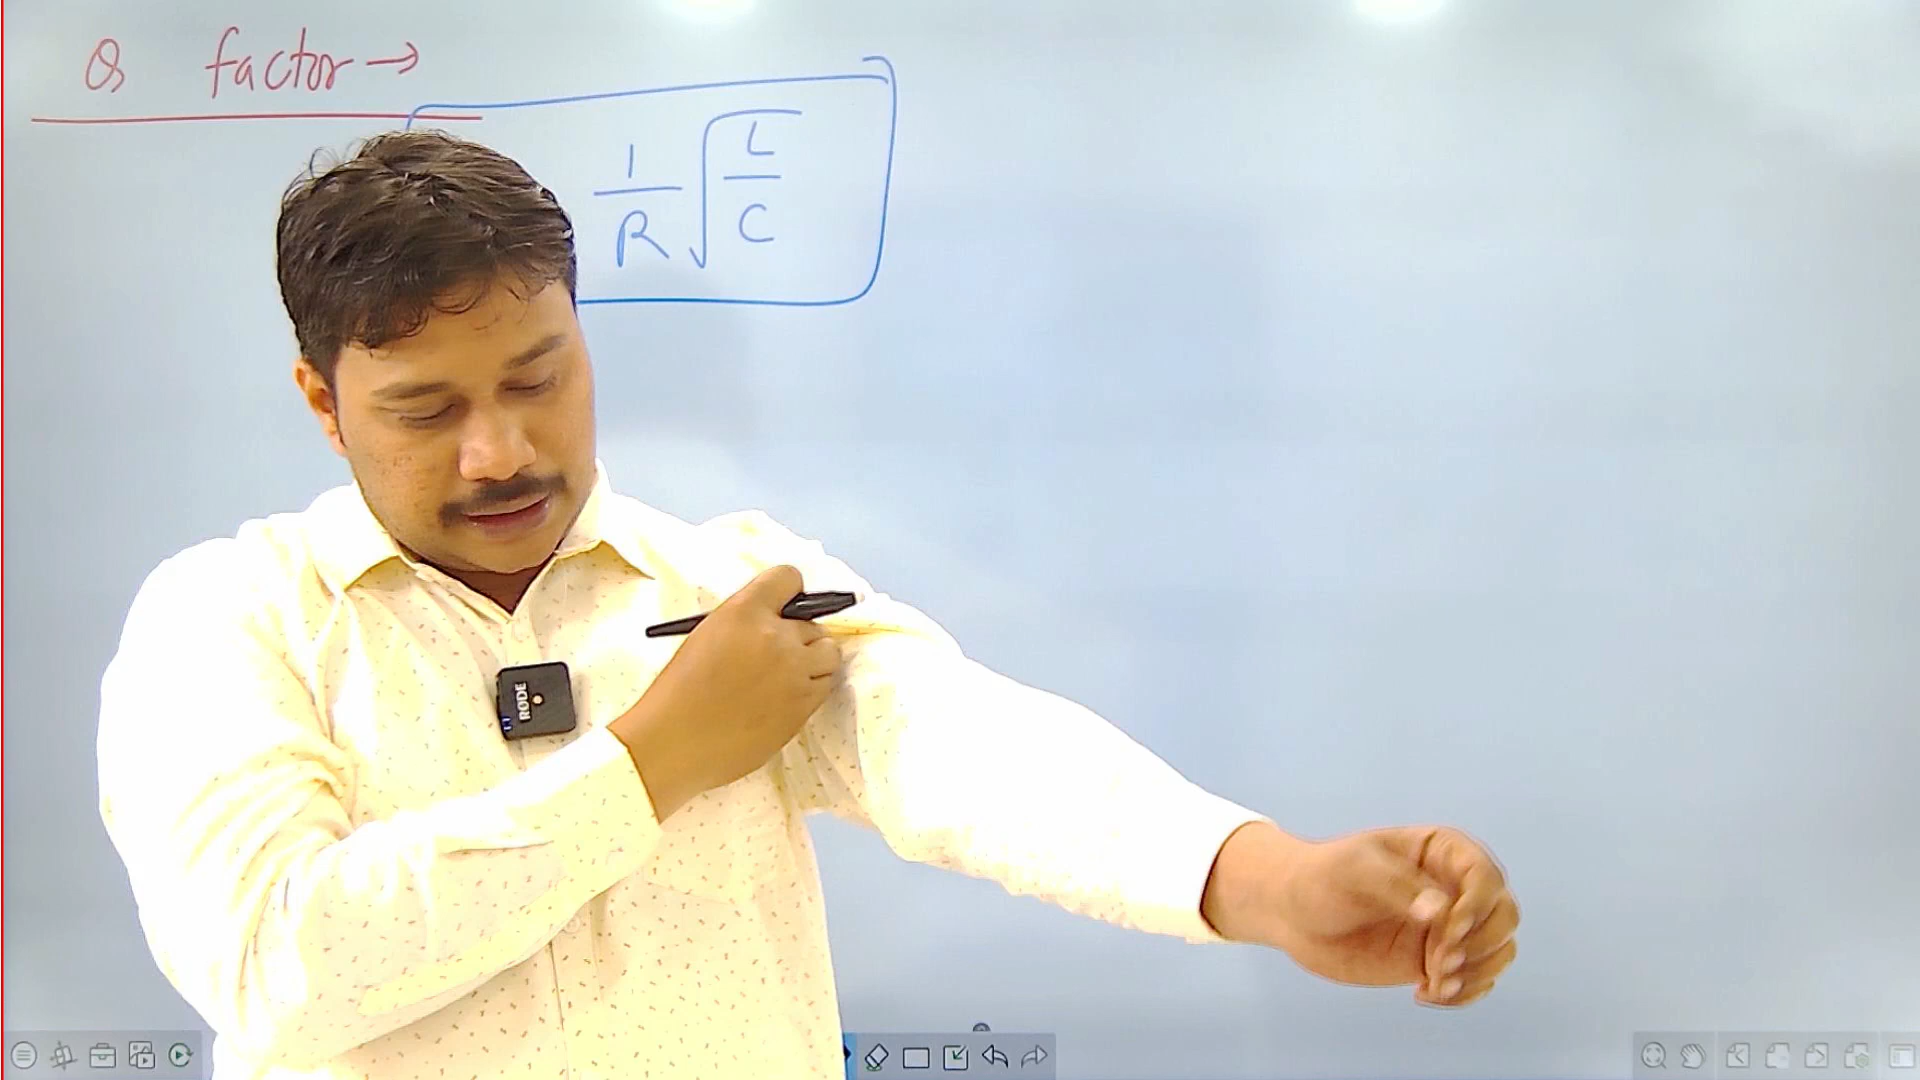 Q factor →
1/R √L/C
RODE